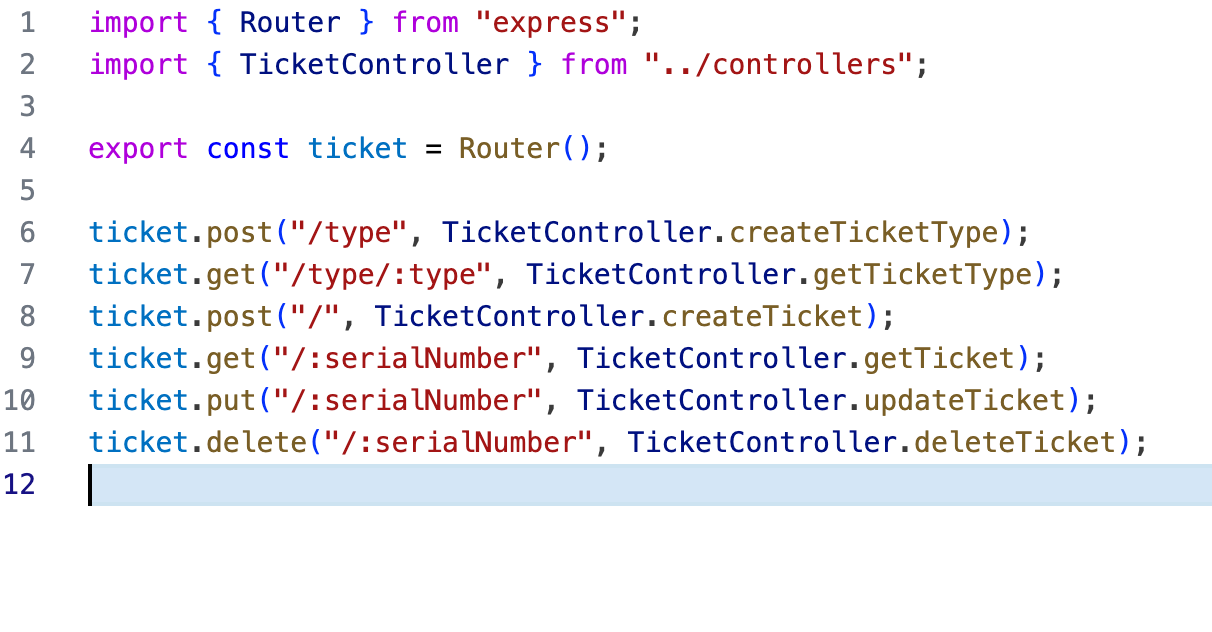 1 import { Router } from "express";
2 import { TicketController } from "../controllers";
3
4 export const ticket = Router();
5
6 ticket.post("/type", TicketController.createTicketType);
7 ticket.get("/type/:type", TicketController.getTicketType);
8 ticket.post("/", TicketController.createTicket);
9 ticket.get("/:serialNumber", TicketController.getTicket);
10 ticket.put("/:serialNumber", TicketController.updateTicket);
11 ticket.delete("/:serialNumber", TicketController.deleteTicket);
12